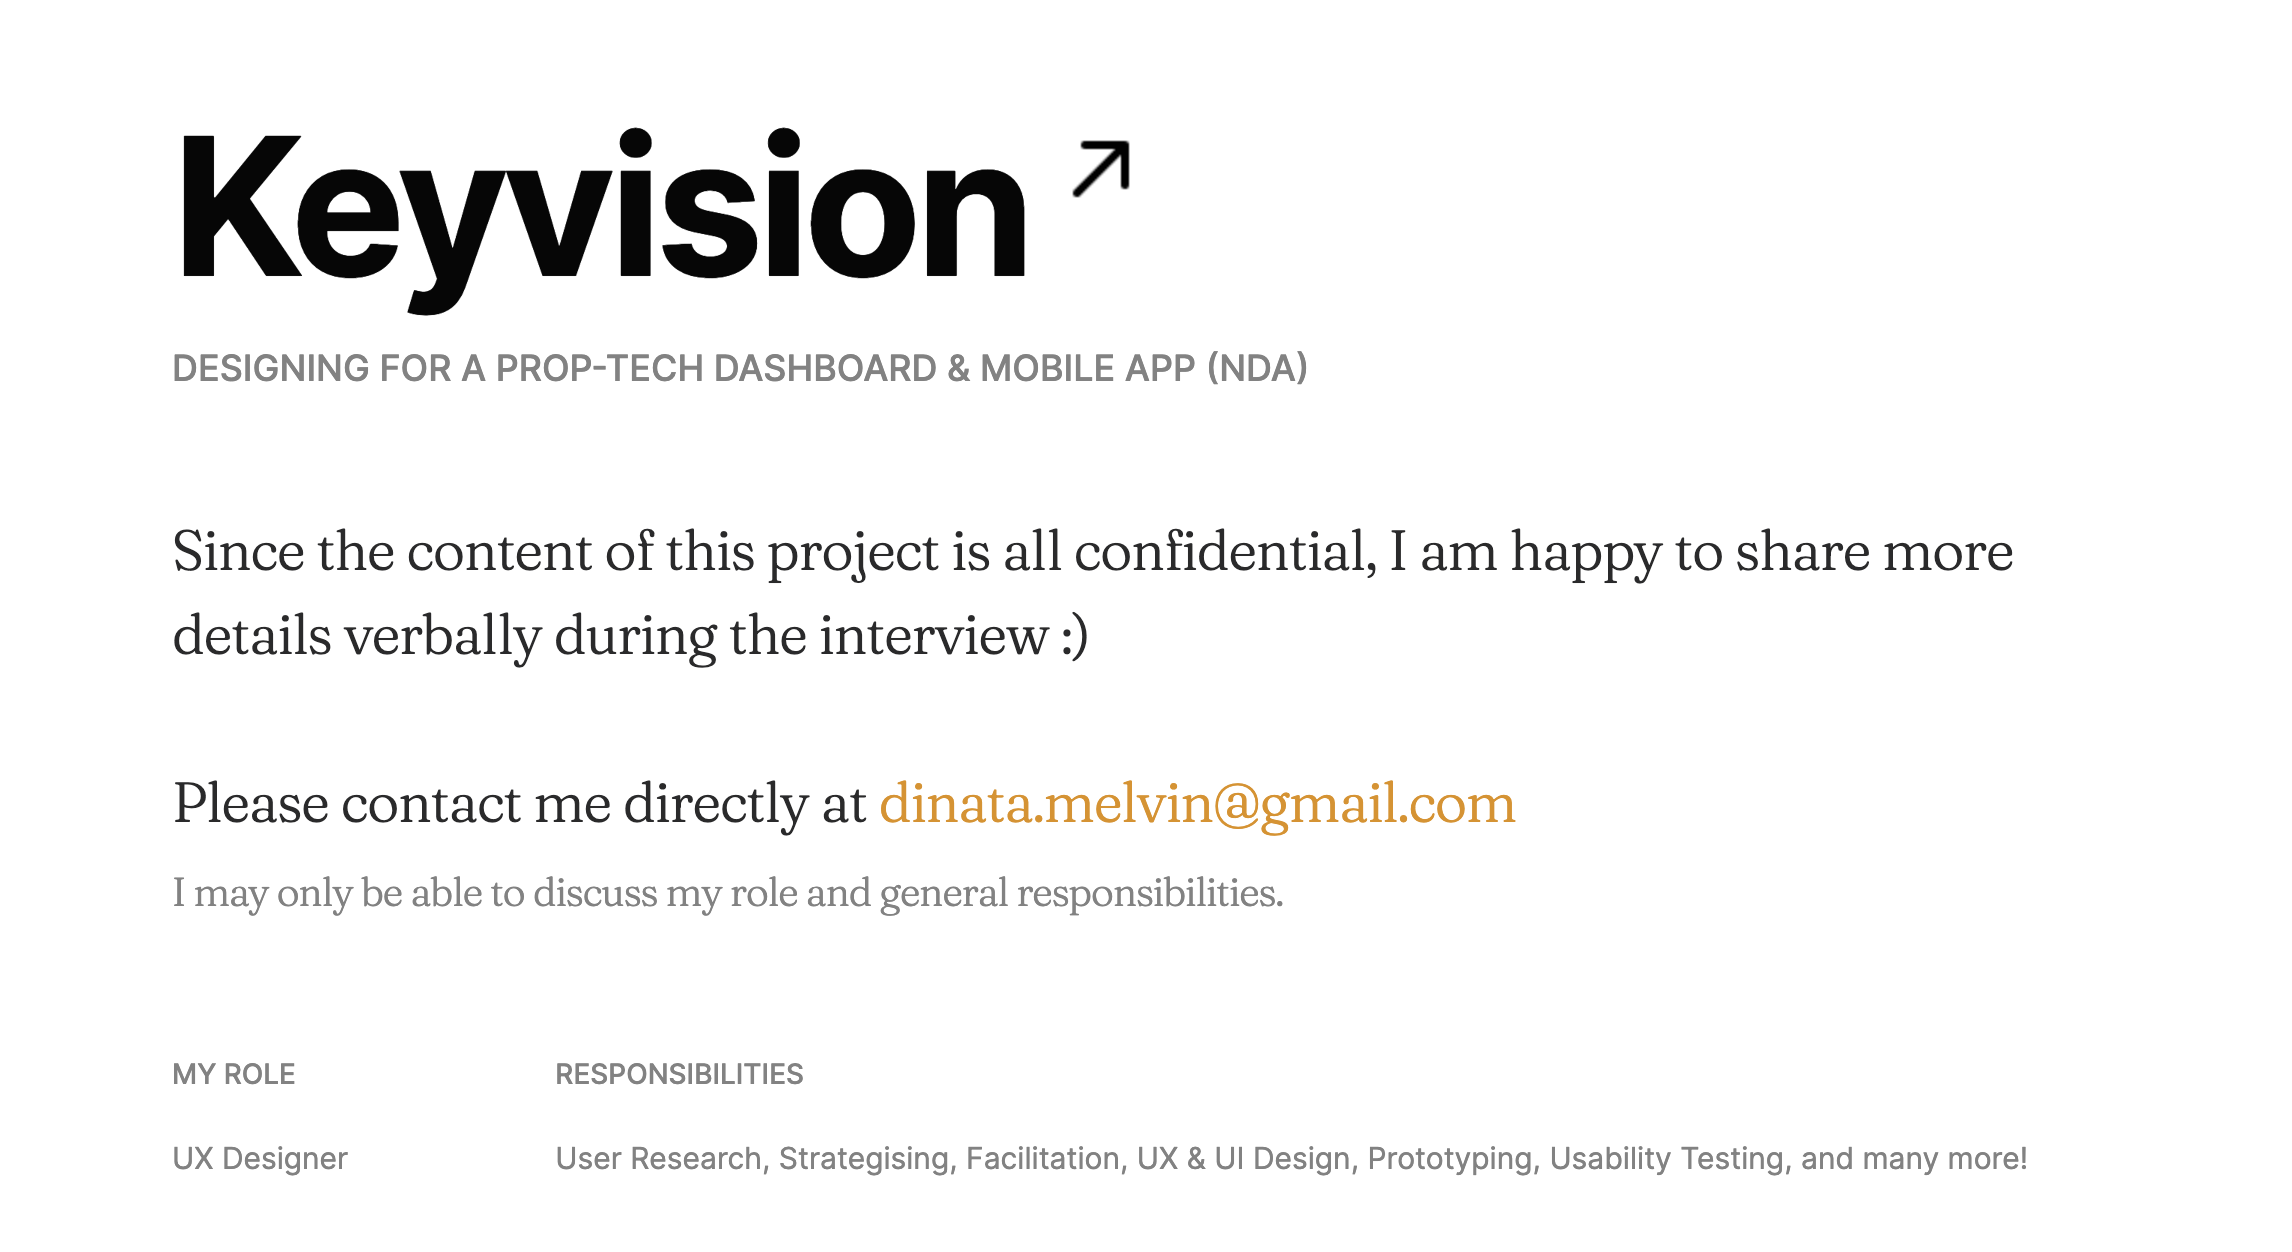 Keyvision
DESIGNING FOR A PROP-TECH DASHBOARD & MOBILE APP (NDA)
Since the content of this project is all confidential, I am happy to share more
details verbally during the interview :)
Please contact me directly at dinata.melvin@gmail.com
I may only be able to discuss my role and general responsibilities.
MY ROLE
UX Designer
RESPONSIBILITIES
User Research, Strategising, Facilitation, UX & UI Design, Prototyping, Usability Testing, and many more!